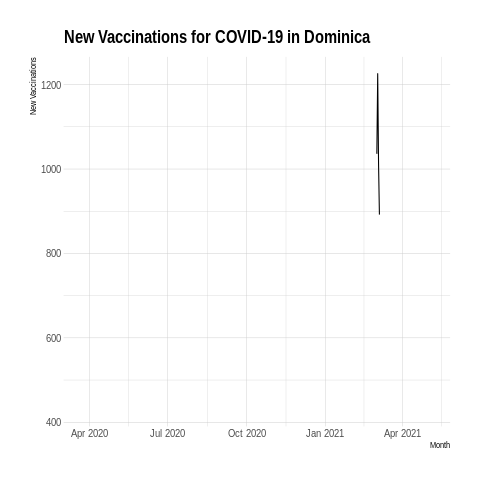 New Vaccinations for COVID-19 in Dominica
New Vaccinations
1200
1000
800
600
400
Apr 2020
Jul 2020
Oct 2020
Jan 2021
Apr 2021
Month